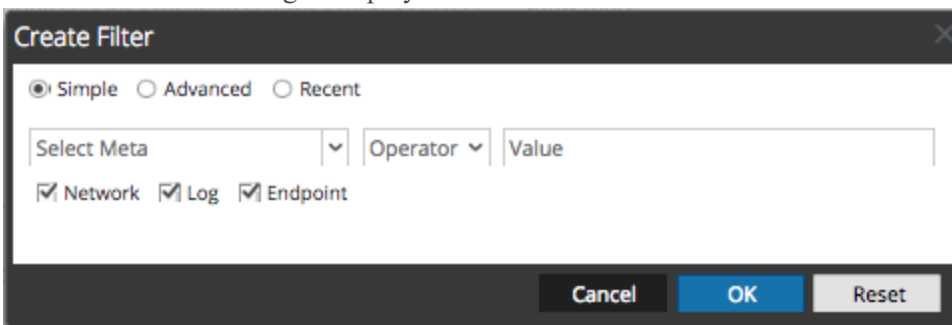 Create Filter
Simple Advanced Recent
Select Meta Operator Value
Network Log Endpoint
Cancel OK Reset